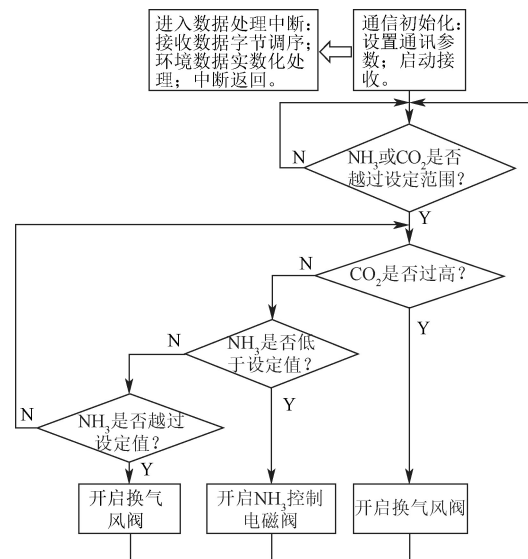 进入数据处理中断：
接收数据字节调序；
环境数据实数化处
理；中断返回。
通信初始化：
设置通讯参
数；启动接
收。
N
NH₃或CO₂是否
越过设定范围？
Y
CO₂是否过高？
N
Y
NH₃是否低
于设定值？
N
Y
N
NH₃是否越过
设定值？
Y
开启换气
风阀
开启NH₃控制
电磁阀
开启换气风阀